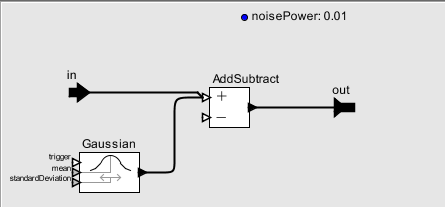 noisePower: 0.01
in
AddSubtract
+
−
out
Gaussian
trigger
mean
standardDeviation